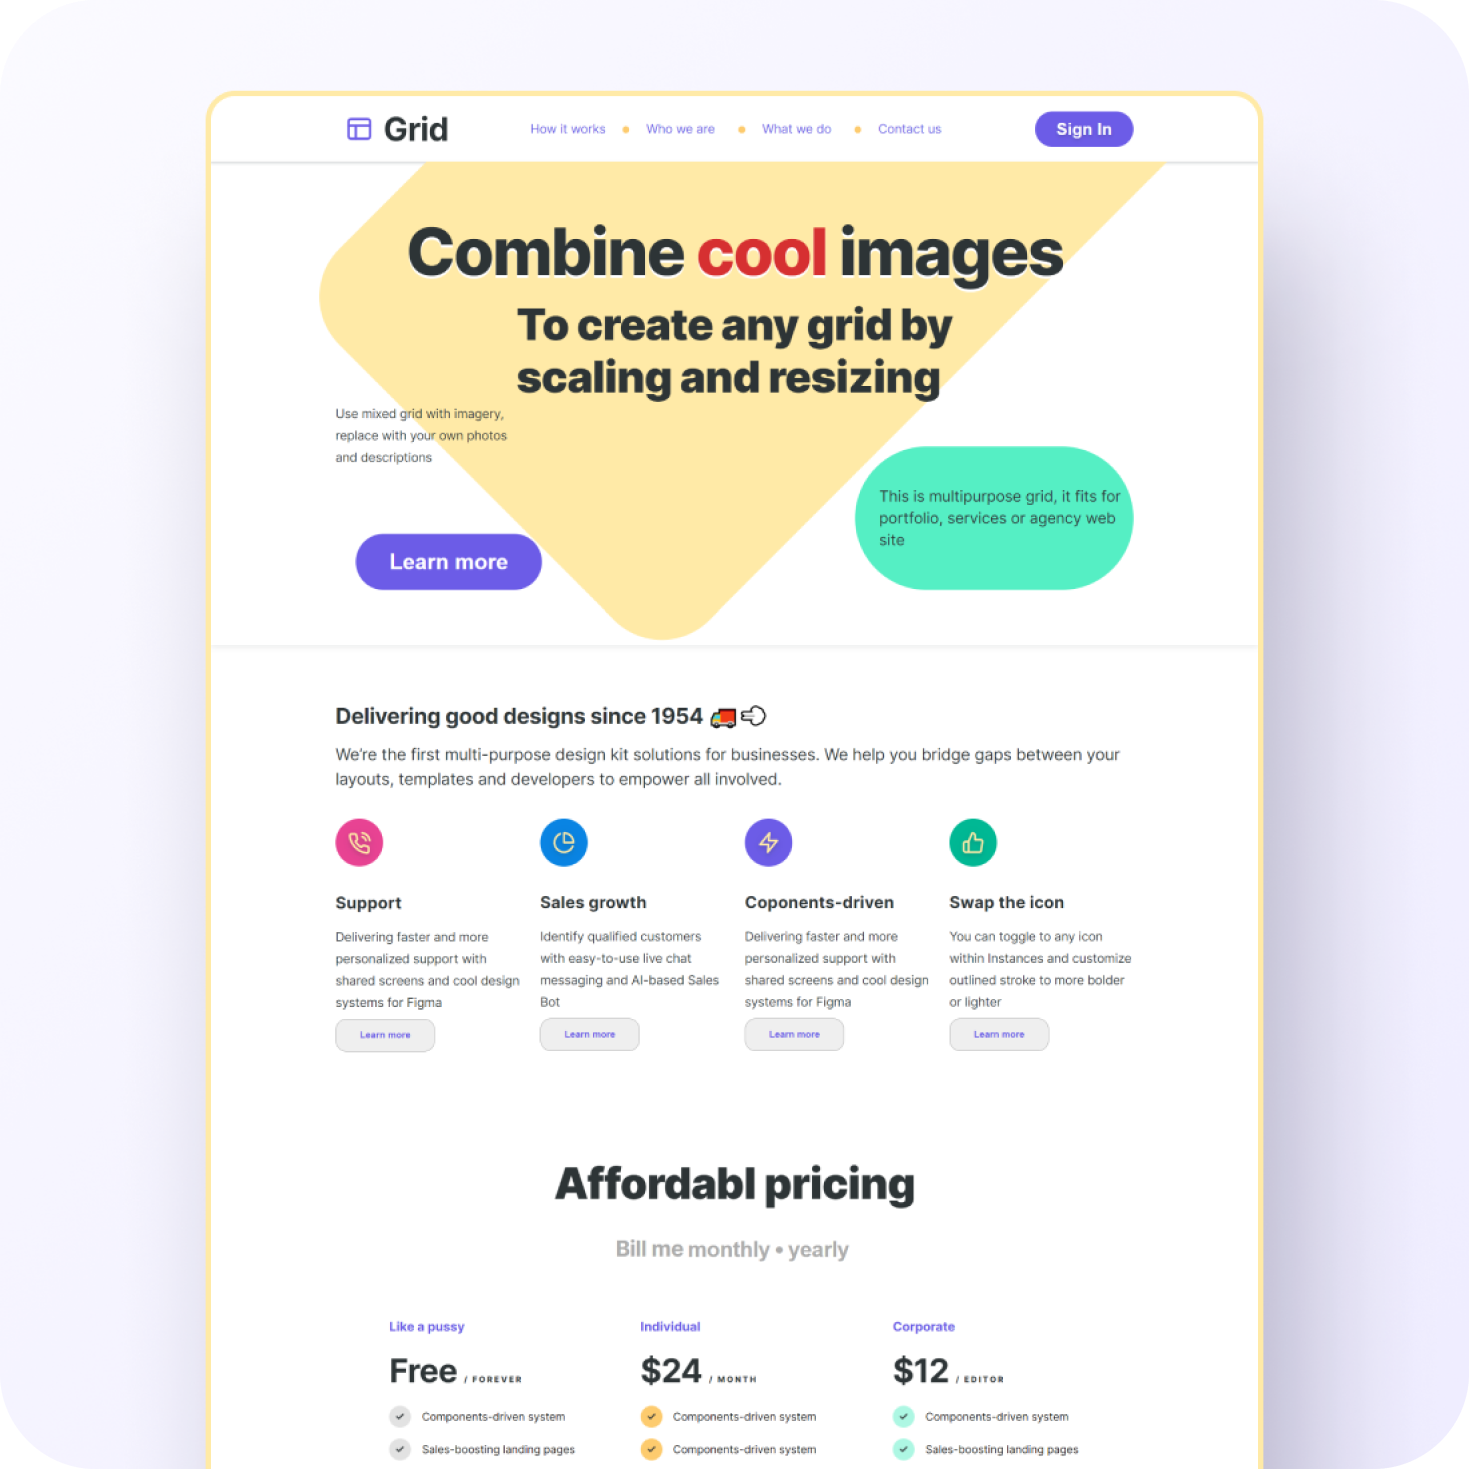 Grid
How it works
Who we are
What we do
Contact us
Sign In
Combine cool images
To create any grid by
scaling and resizing
Use mixed grid with imagery,
replace with your own photos
and descriptions
Learn more
This is multipurpose grid, it fits for
portfolio, services or agency web
site
Delivering good designs since 1954
We're the first multi-purpose design kit solutions for businesses. We help you bridge gaps between your
layouts, templates and developers to empower all involved.
Support
Delivering faster and more
personalized support with
shared screens and cool design
systems for Figma
Learn more
Sales growth
Identify qualified customers
with easy-to-use live chat
messaging and AI-based Sales
Bot
Learn more
Coponents-driven
Delivering faster and more
personalized support with
shared screens and cool design
systems for Figma
Learn more
Swap the icon
You can toggle to any icon
within Instances and customize
outlined stroke to more bolder
or lighter
Learn more
Affordabl pricing
Bill me monthly • yearly
Like a pussy
Free / FOREVER
Components-driven system
Sales-boosting landing pages
Individual
$24 / MONTH
Components-driven system
Components-driven system
Corporate
$12 / EDITOR
Components-driven system
Sales-boosting landing pages